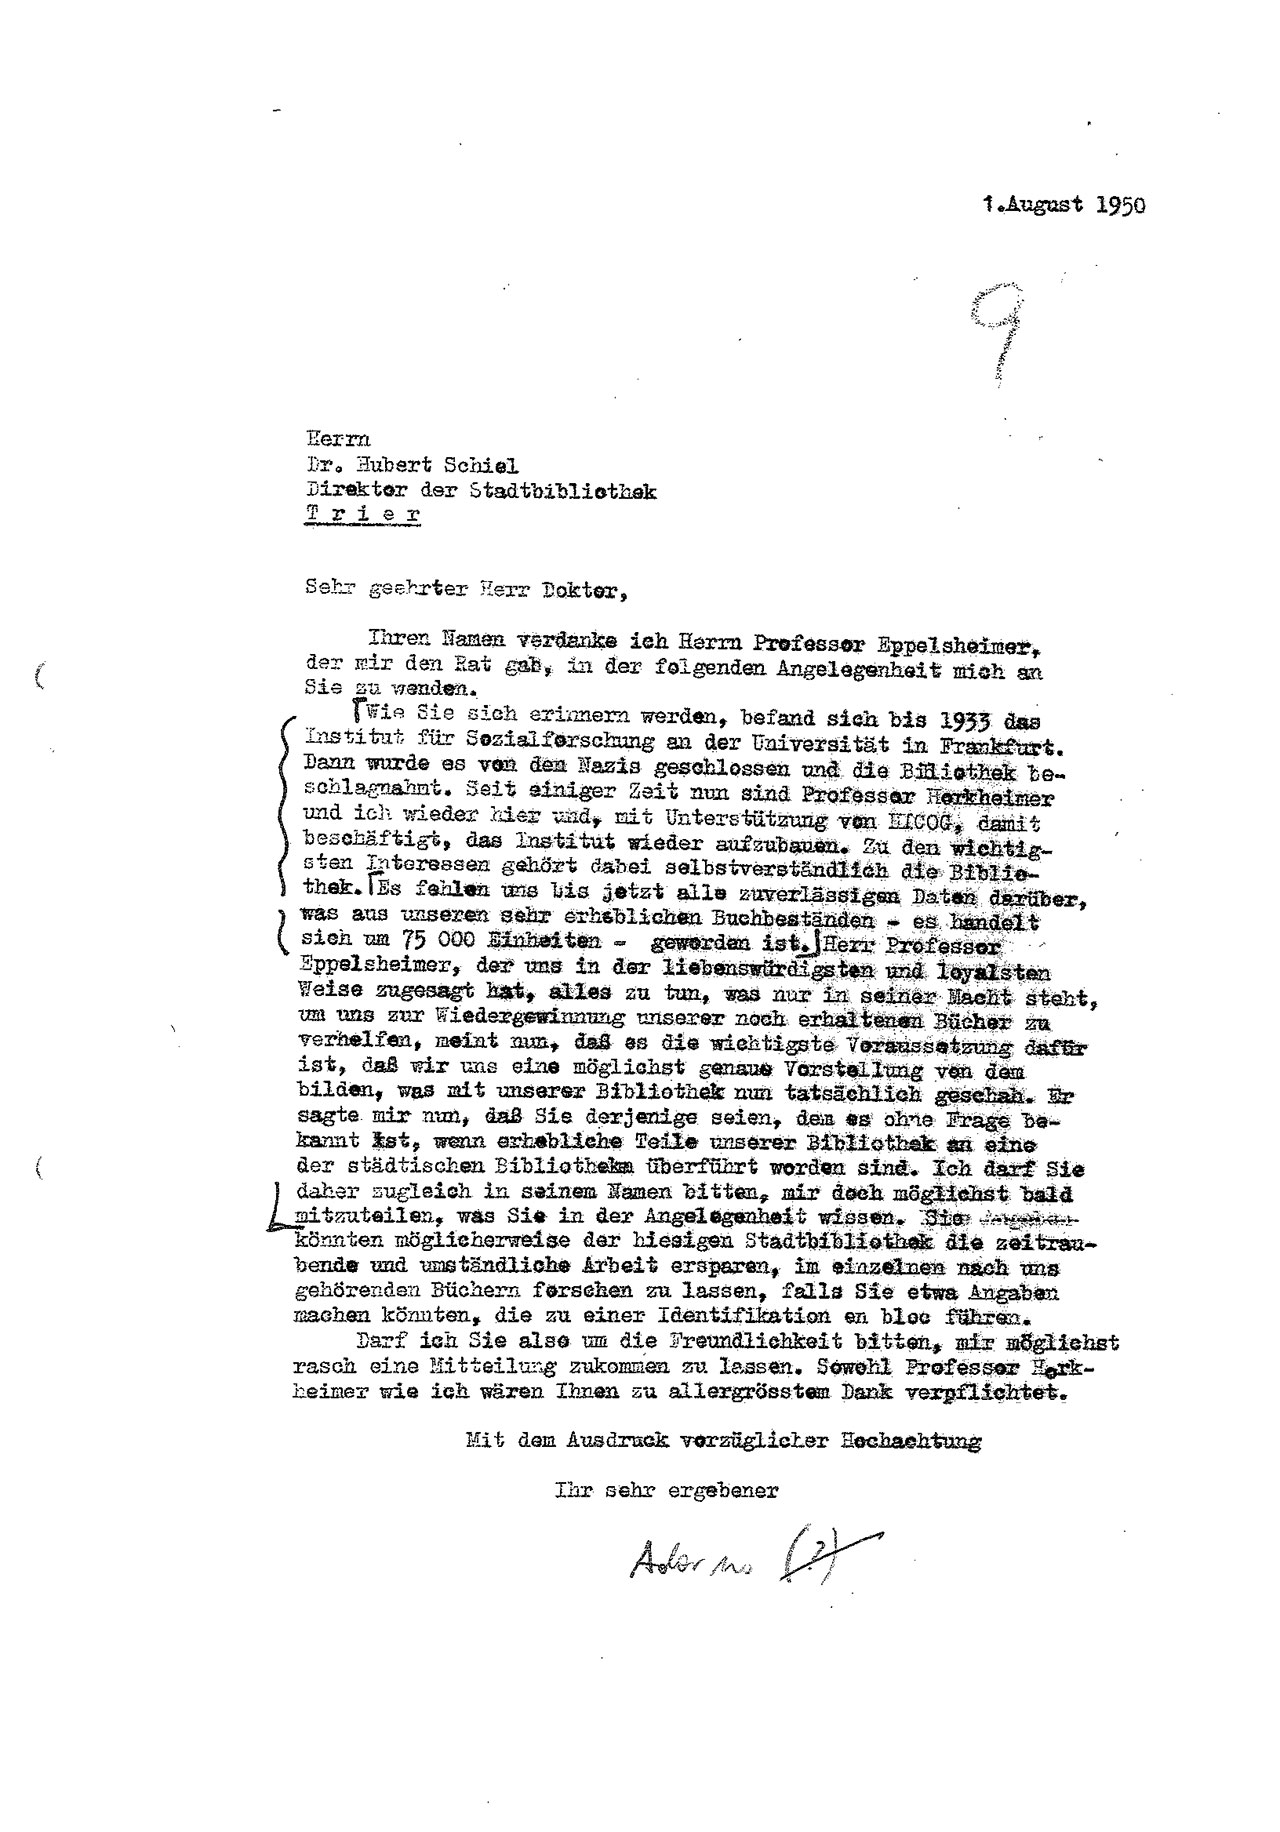 1.August 1950
9
Herrn
Dr. Hubert Schiel
Direktor der Stadtbibliothek
T r i e r
Sehr geehrter Herr Doktor,
Ihren Namen verdanke ich Herrn Professor Eppelsheimer,
der mir den Rat gab, in der folgenden Angelegenheit mich an
Sie zu wenden.
Wie Sie sich erinnern werden, befand sich bis 1933 das
Institut für Sozialforschung an der Universität in Frankfurt.
Dann wurde es von den Nazis geschlossen und die Bibliothek be-
schlagnahmt. Seit einiger Zeit nun sind Professor Horkheimer
und ich wieder hier und, mit Unterstützung von HICOG, damit
beschäftigt, das Institut wieder aufzubauen. Zu den wichtig-
sten Interessen gehört dabei selbstverständlich die Biblio-
thek. Es fehlen uns bis jetzt alle zuverlässigen Daten darüber,
was aus unseren sehr erheblichen Buchbeständen - es handelt
sich um 75 000 Einheiten - geworden ist. Herr Professor
Eppelsheimer, der uns in der liebenswürdigsten und loyalsten
Weise zugesagt hat, alles zu tun, was nur in seiner Macht steht,
um uns zur Wiedergewinnung unserer noch erhaltenen Bücher zu
verhelfen, meint nun, daß es die wichtigste Voraussetzung dafür
ist, daß wir uns eine möglichst genaue Vorstellung von dem
bilden, was mit unserer Bibliothek nun tatsächlich geschah. Er
sagte mir nun, daß Sie derjenige seien, dem es ohne Frage be-
kannt ist, wenn erhebliche Teile unserer Bibliothek an eine
der städtischen Bibliotheken überführt worden sind. Ich darf Sie
daher zugleich in seinem Namen bitten, mir doch möglichst bald
mitzuteilen, was Sie in der Angelegenheit wissen. Sie
könnten möglicherweise der hiesigen Stadtbibliothek die zeitrau-
bende und umständliche Arbeit ersparen, im einzelnen nach uns
gehörenden Büchern forschen zu lassen, falls Sie etwa Angaben
machen könnten, die zu einer Identifikation en bloc führen.
Darf ich Sie also um die Freundlichkeit bitten, mir möglichst
rasch eine Mitteilung zukommen zu lassen. Sowohl Professor Hork-
heimer wie ich wären Ihnen zu allergrösstem Dank verpflichtet.
Mit dem Ausdruck vorzüglicher Hochachtung
Ihr sehr ergebener
Adorno (?)